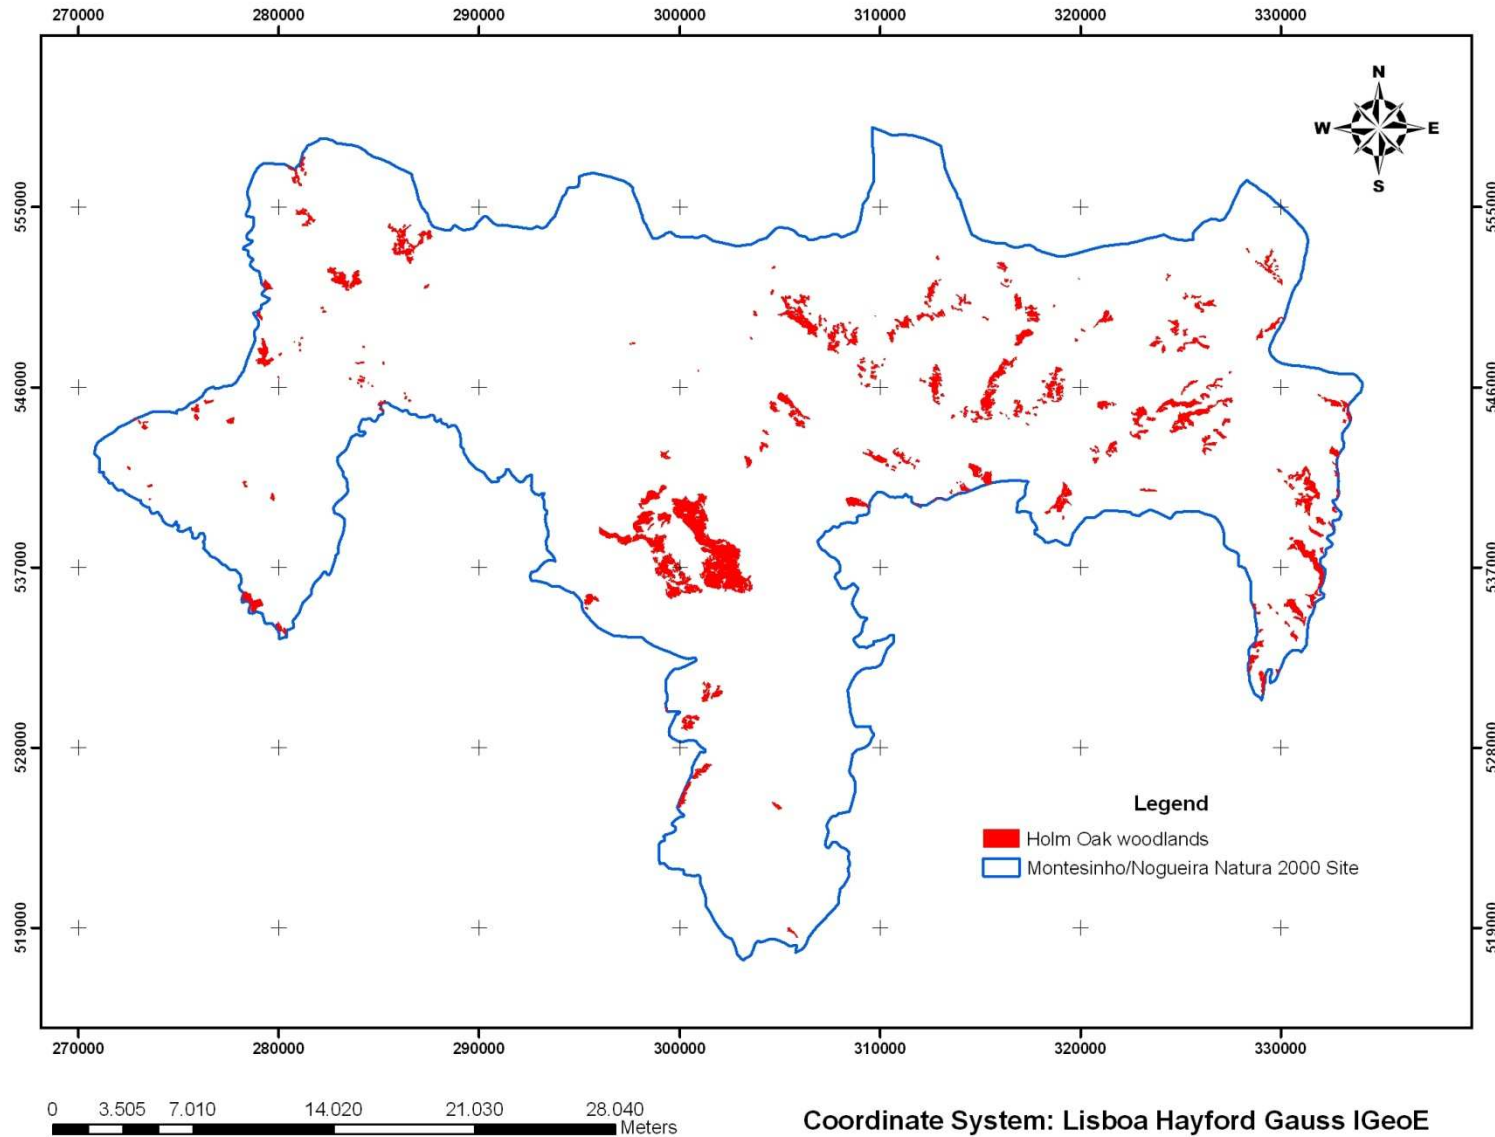 270000 280000 290000 300000 310000 320000 330000
N
W E
S
555000 555000
546000 546000
537000 537000
528000 528000
Legend
Holm Oak woodlands
Montesinho/Nogueira Natura 2000 Site
519000 519000
270000 280000 290000 300000 310000 320000 330000
0 3.505 7.010 14.020 21.030 28.040
Meters
Coordinate System: Lisboa Hayford Gauss IGeoE